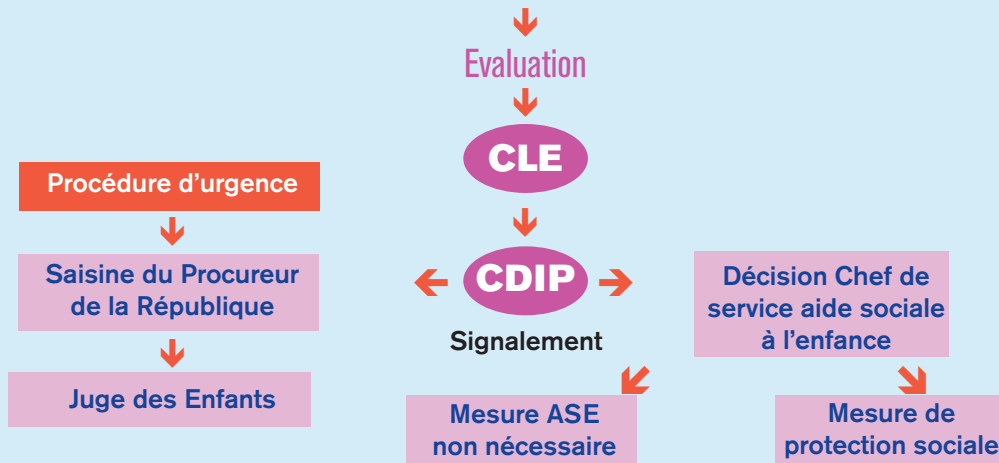 Evaluation
CLE
Procédure d'urgence
Saisine du Procureur
de la République
CDIP
Signalement
Décision Chef de
service aide sociale
à l'enfance
Juge des Enfants
Mesure ASE
non nécessaire
Mesure de
protection sociale